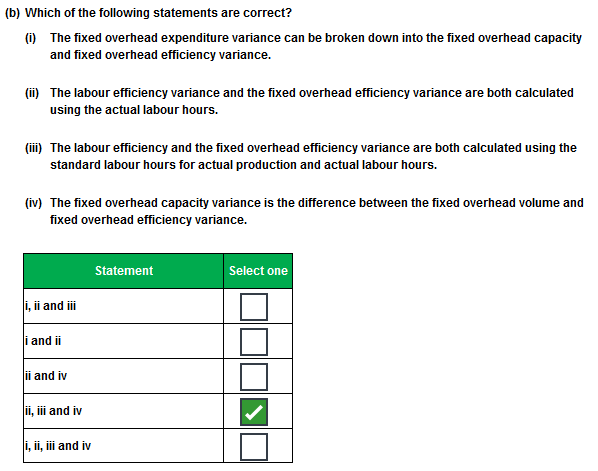 (b) Which of the following statements are correct?
(i) The fixed overhead expenditure variance can be broken down into the fixed overhead capacity
and fixed overhead efficiency variance.
(ii) The labour efficiency variance and the fixed overhead efficiency variance are both calculated
using the actual labour hours.
(iii) The labour efficiency and the fixed overhead efficiency variance are both calculated using the
standard labour hours for actual production and actual labour hours.
(iv) The fixed overhead capacity variance is the difference between the fixed overhead volume and
fixed overhead efficiency variance.
Statement Select one
i, ii and iii
i and ii
ii and iv
ii, iii and iv
i, ii, iii and iv